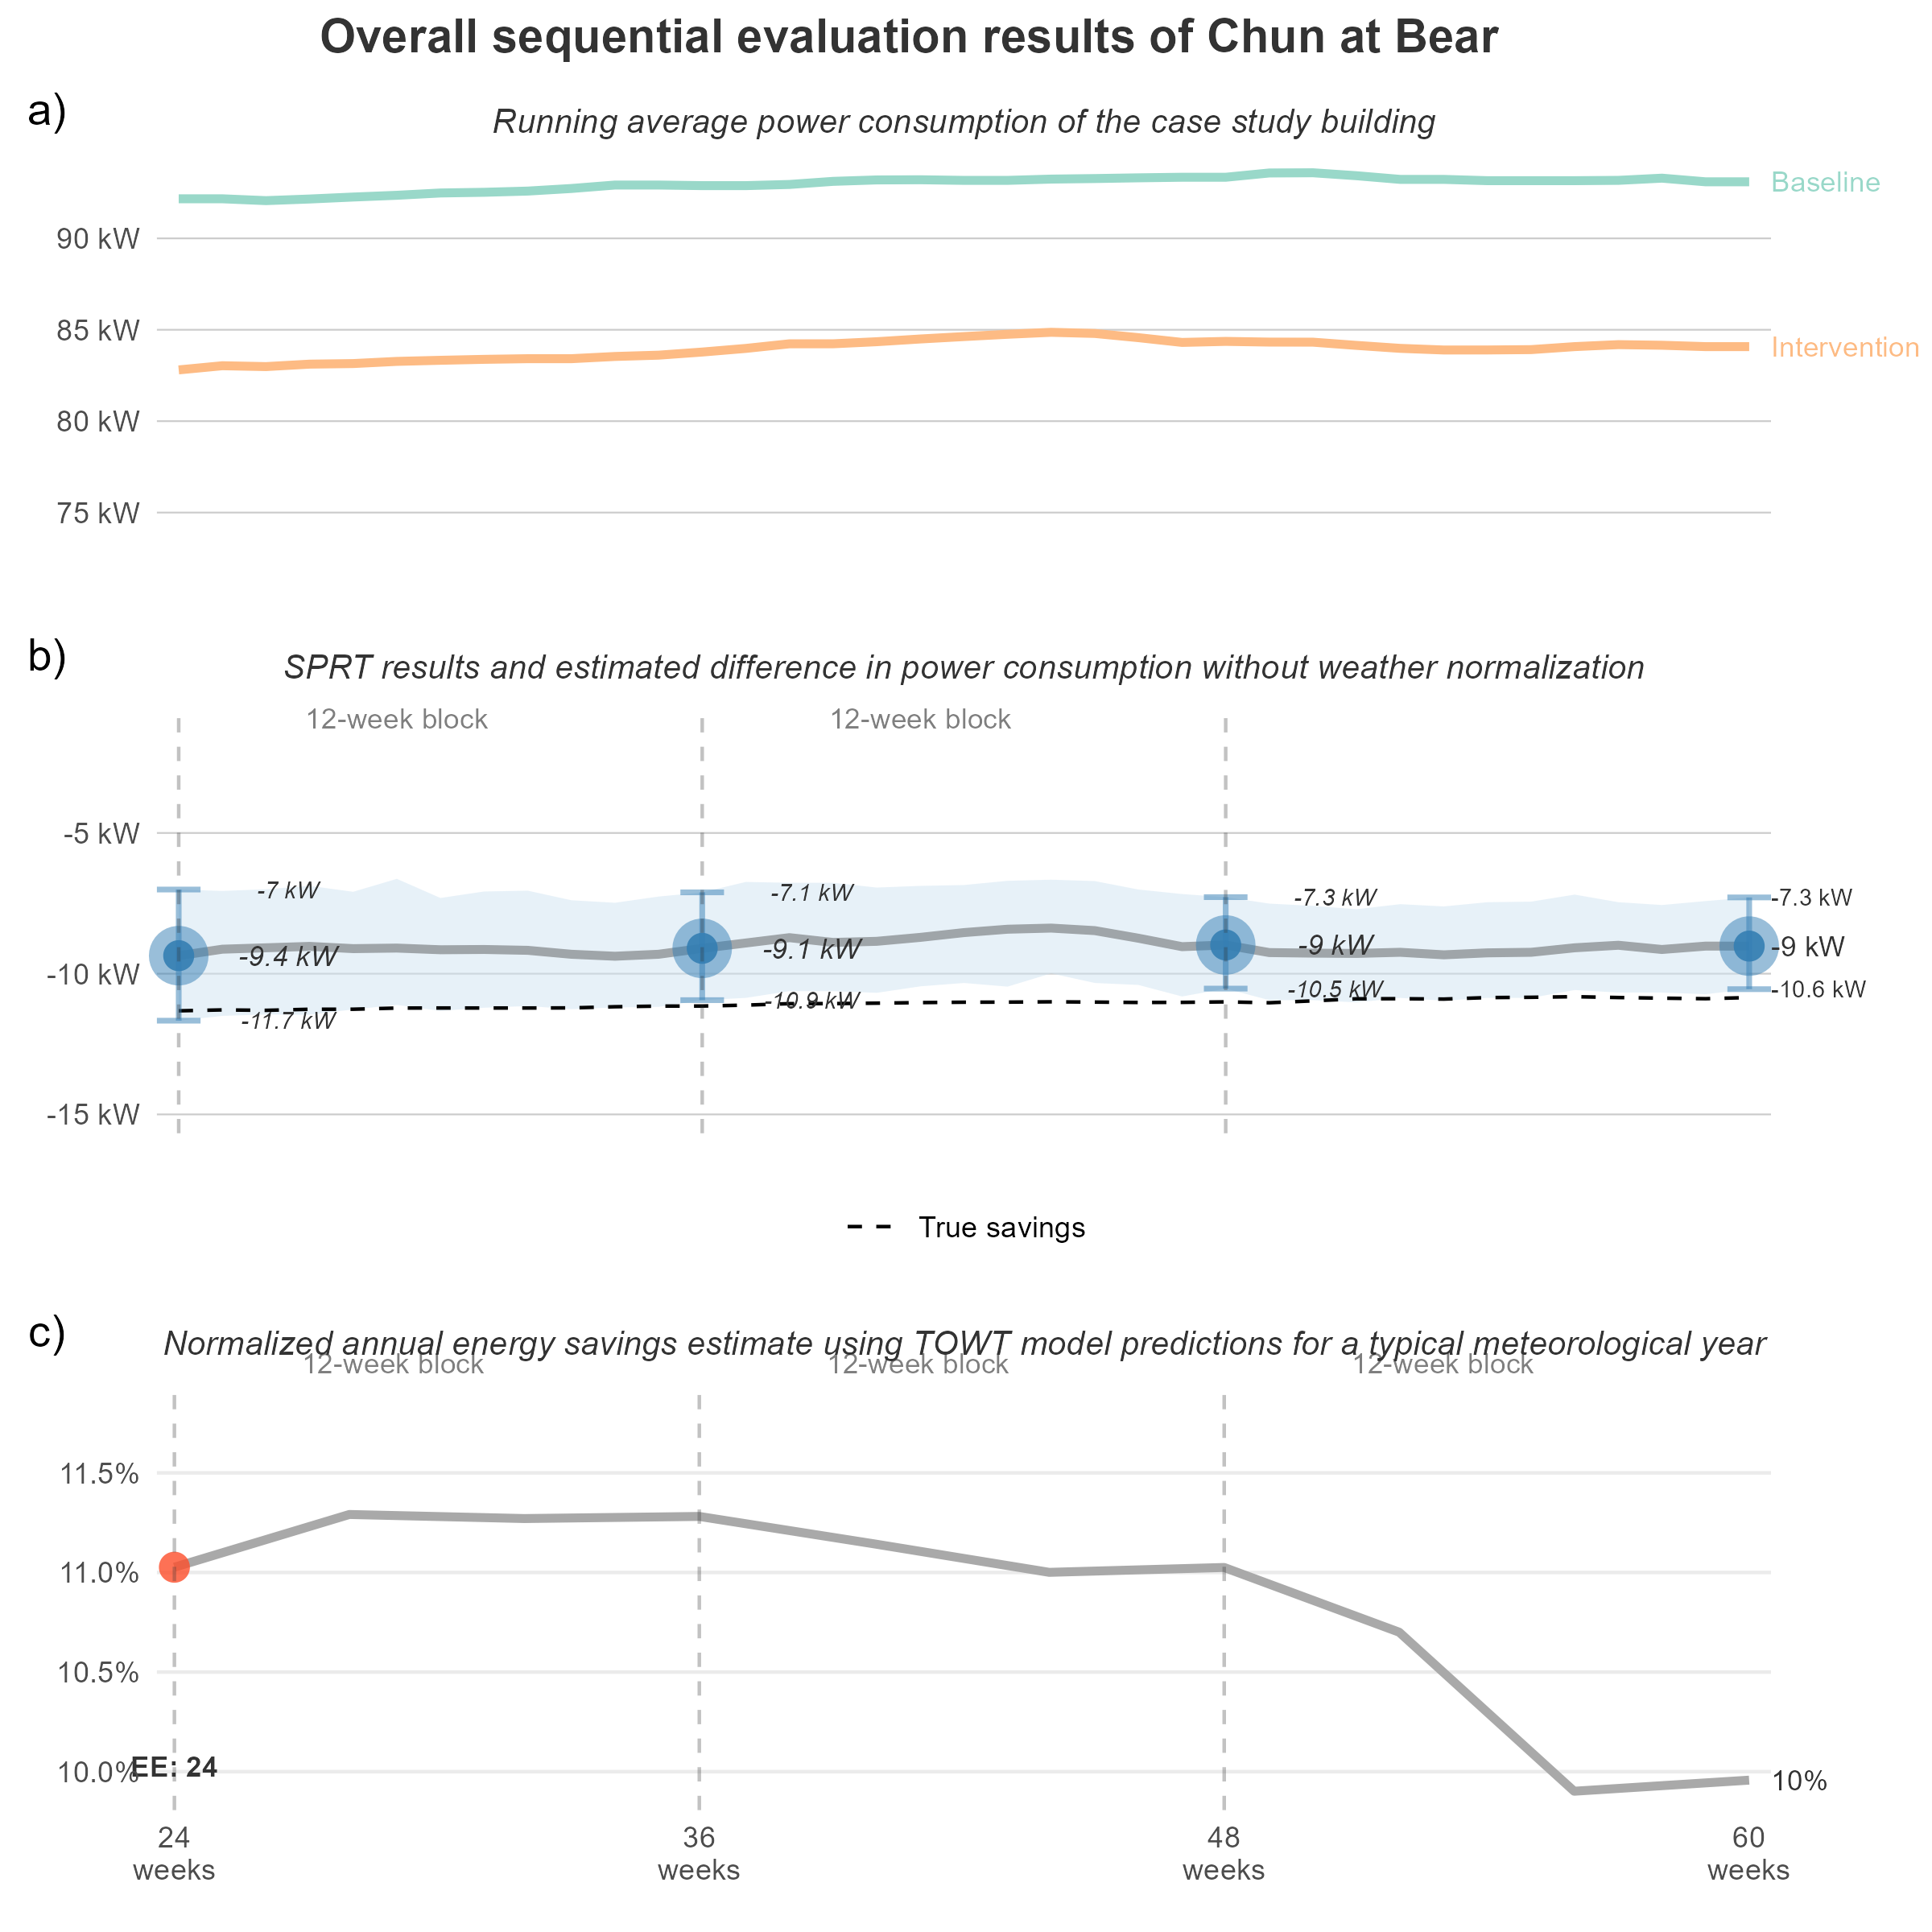 Overall sequential evaluation results of Chun at Bear
a)
Running average power consumption of the case study building
Baseline
90 kW
85 kW
Intervention
80 kW
75 kW
b)
SPRT results and estimated difference in power consumption without weather normalization
12-week block
12-week block
-5 kW
-7 kW
-7.1 kW
-7.3 kW
-7.3 kW
-9.4 kW
-9.1 kW
-9 kW
-9 kW
-10 kW
-11.7 kW
-10.9 kW
-10.5 kW
-10.6 kW
-15 kW
True savings
c)
Normalized annual energy savings estimate using TOWT model predictions for a typical meteorological year
12-week block
12-week block
12-week block
11.5%
11.0%
10.5%
10.0%
EE: 24
10%
24
weeks
36
weeks
48
weeks
60
weeks